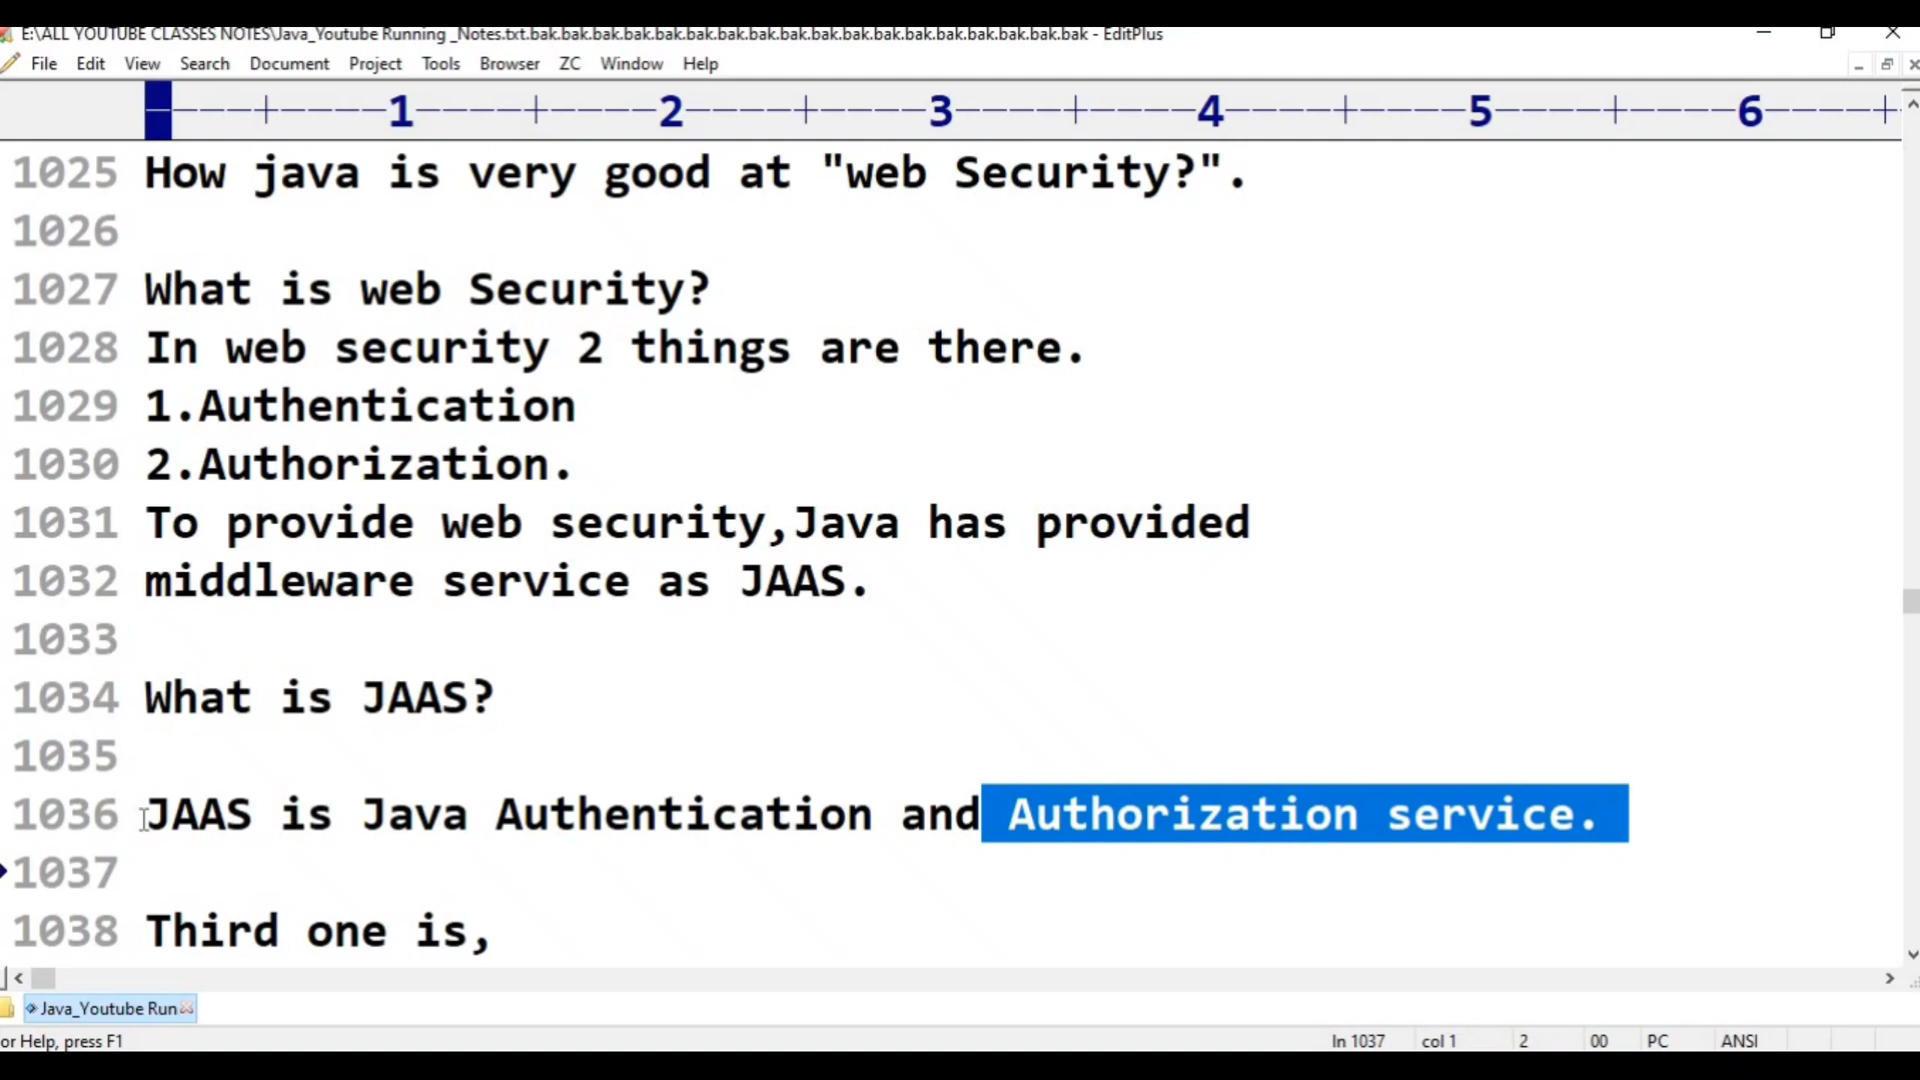 E:\ALL YOUTUBE CLASSES NOTES\Java_Youtube Running _Notes.txt.bak.bak.bak.bak.bak.bak.bak.bak.bak.bak.bak.bak.bak.bak.bak.bak.bak.bak - EditPlus
File Edit View Search Document Project Tools Browser ZC Window Help
1 2 3 4 5 6
1025 How java is very good at "web Security?".
1026
1027 What is web Security?
1028 In web security 2 things are there.
1029 1.Authentication
1030 2.Authorization.
1031 To provide web security,Java has provided
1032 middleware service as JAAS.
1033
1034 What is JAAS?
1035
1036 JAAS is Java Authentication and Authorization service.
1037
1038 Third one is,
Java_Youtube Run
or Help, press F1 ln 1037 col 1 2 00 PC ANSI